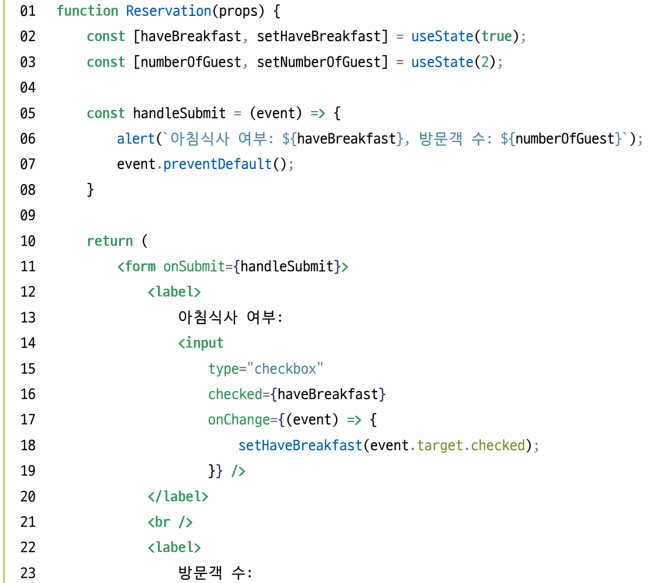 01 function Reservation(props) {
02     const [haveBreakfast, setHaveBreakfast] = useState(true);
03     const [numberOfGuest, setNumberOfGuest] = useState(2);
04
05     const handleSubmit = (event) => {
06         alert(`아침식사 여부: ${haveBreakfast}, 방문객 수: ${numberOfGuest}`);
07         event.preventDefault();
08     }
09
10     return (
11         <form onSubmit={handleSubmit}>
12             <label>
13                 아침식사 여부:
14                 <input
15                     type="checkbox"
16                     checked={haveBreakfast}
17                     onChange={(event) => {
18                         setHaveBreakfast(event.target.checked);
19                     }} />
20             </label>
21             <br />
22             <label>
23                 방문객 수: